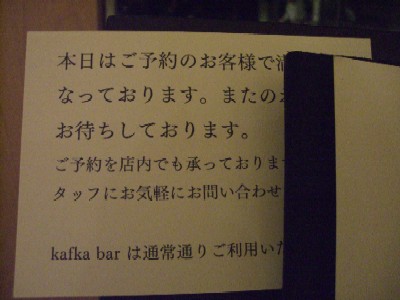 本日はご予約のお客様で満
なっております。またのお
お待ちしております。
ご予約を店内でも承っております
タッフにお気軽にお問い合わせ
kafka bar は通常通りご利用いた